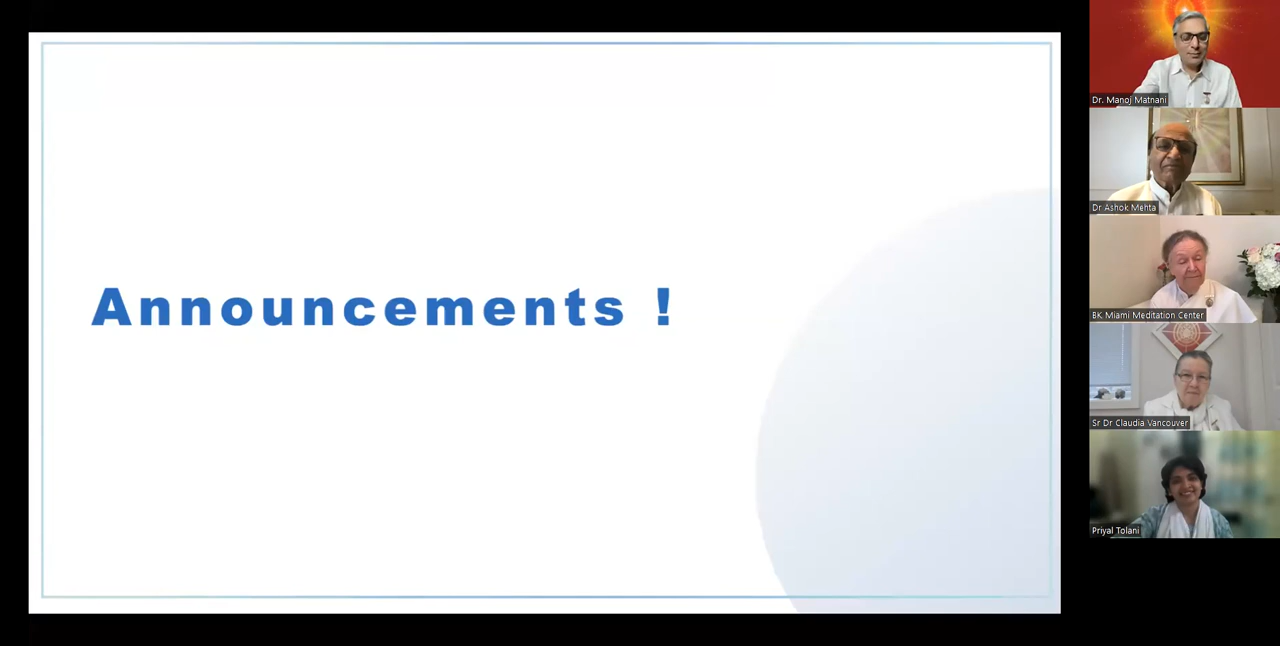 Announcements !
Dr. Manoj Matnani
Dr Ashok Mehta
BK Miami Meditation Center
Sr Dr Claudia Vancouver
Priyal Tolani